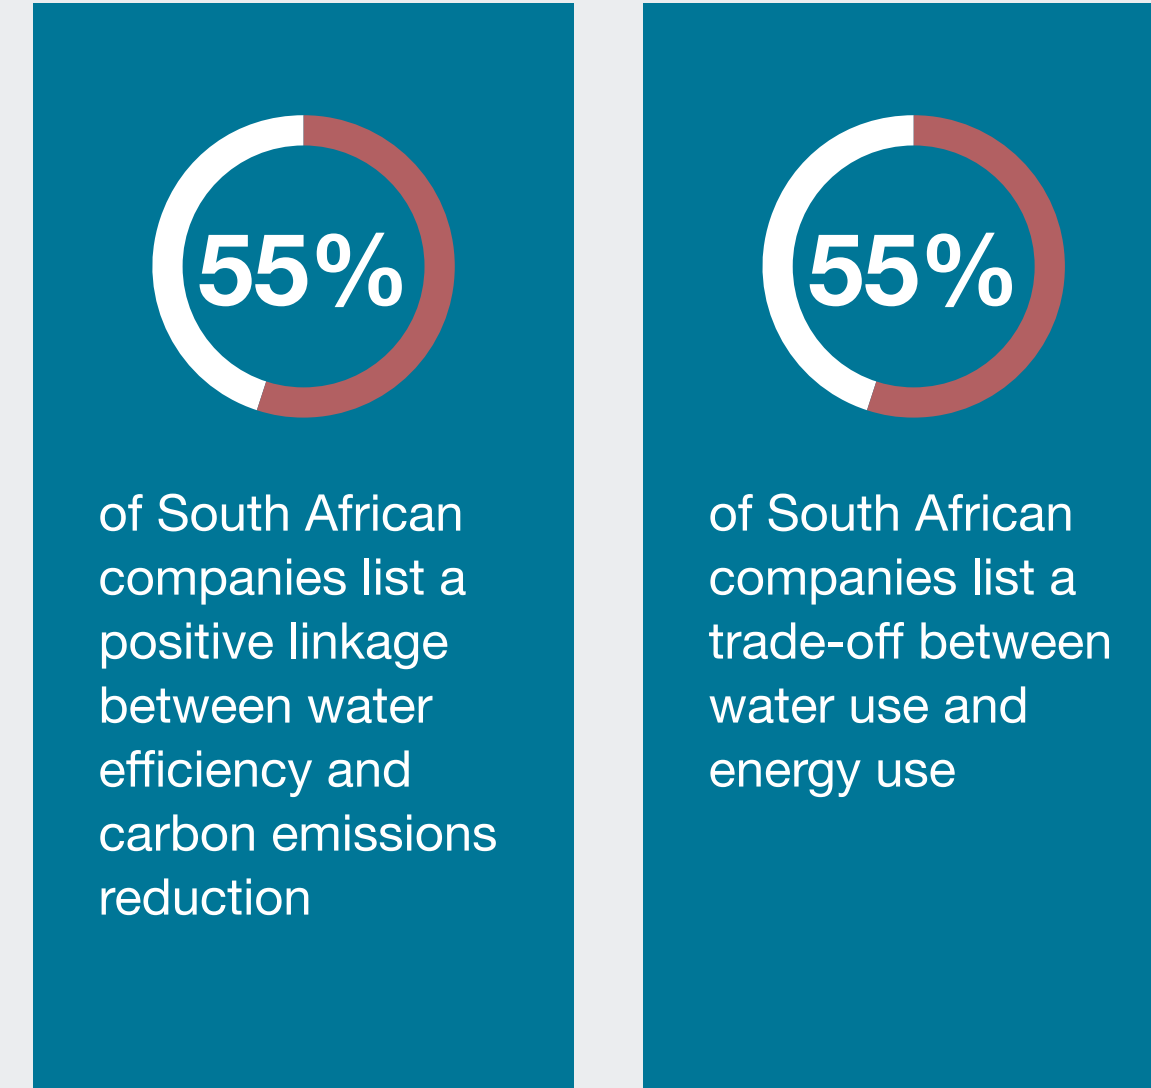 55%
of South African
companies list a
positive linkage
between water
efficiency and
carbon emissions
reduction
55%
of South African
companies list a
trade-off between
water use and
energy use